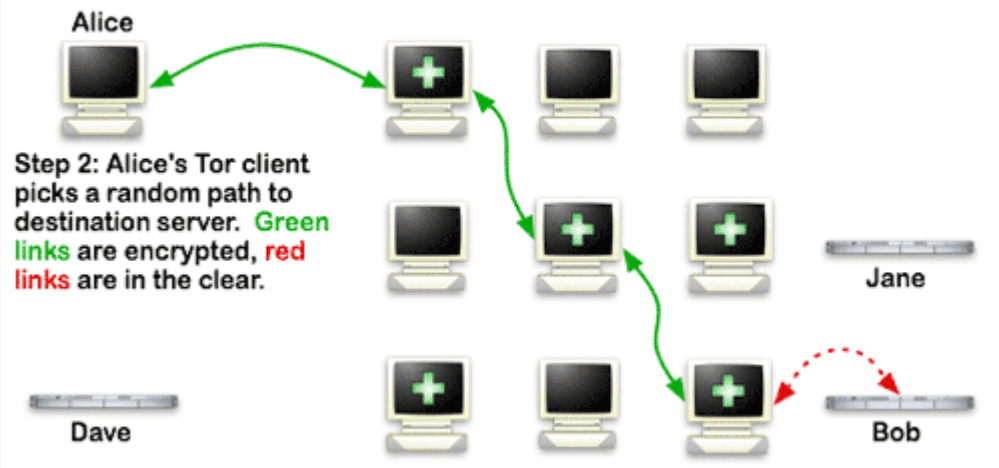 Alice
Step 2: Alice's Tor client
picks a random path to
destination server.  Green
links are encrypted, red
links are in the clear.
Jane
Dave
Bob